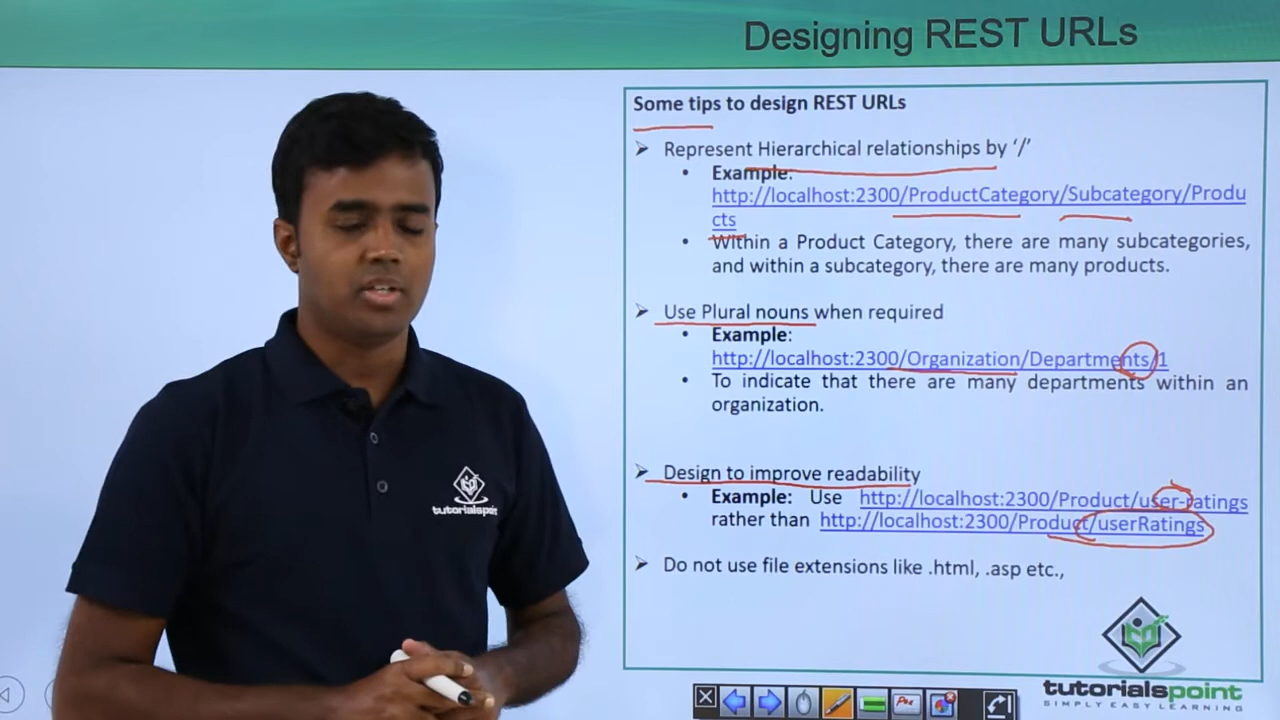 Designing REST URLs
Some tips to design REST URLs
Represent Hierarchical relationships by ‘/’
Example:
http://localhost:2300/ProductCategory/Subcategory/Produ
cts
Within a Product Category, there are many subcategories,
and within a subcategory, there are many products.
Use Plural nouns when required
Example:
http://localhost:2300/Organization/Departments/1
To indicate that there are many departments within an
organization.
Design to improve readability
Example: Use http://localhost:2300/Product/user-ratings
rather than http://localhost:2300/Product/userRatings
Do not use file extensions like .html, .asp etc.,
tutorialspoint
tutorialspoint
SIMPLY EASY LEARNING